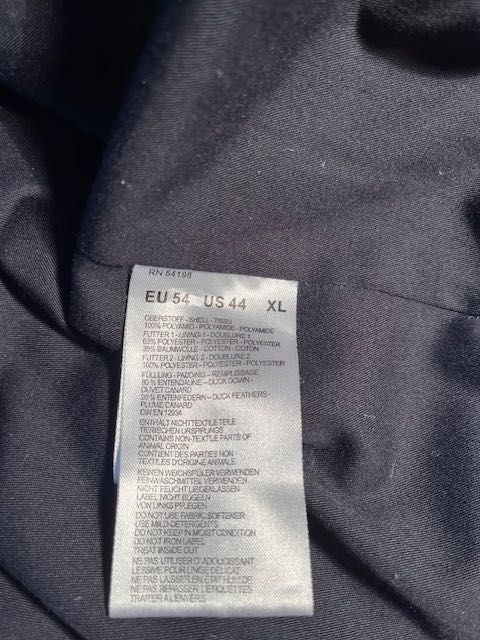 RN 54198
EU 54 US 44 XL
OBERSTOFF - SHELL - TISSU
100% POLYAMID - POLYAMIDE - POLYAMIDE
FUTTER 1 - LINING 1 - DOUBLURE 1
65% POLYESTER - POLYESTER - POLYESTER
35% BAUMWOLLE - COTTON - COTON
FUTTER 2 - LINING 2 - DOUBLURE 2
100% POLYESTER - POLYESTER - POLYESTER
FÜLLUNG - PADDING - REMPLISSAGE
80 % ENTENDAUNE – DUCK DOWN -
DUVET CANARD
20 % ENTENFEDERN – DUCK FEATHERS -
PLUME CANARD
DIN EN 12934
ENTHÄLT NICHTTEXTILE TEILE
TIERISCHEN URSPRUNGS
CONTAINS NON-TEXTILE PARTS OF
ANIMAL ORIGIN
CONTIENT DES PARTIES NON
TEXTILES D'ORIGINE ANIMALE
KEINEN WEICHSPÜLER VERWENDEN
FEINWASCHMITTEL VERWENDEN
NICHT FEUCHT LIEGENLASSEN
LABEL NICHT BÜGELN
VON LINKS PFLEGEN
DO NOT USE FABRIC SOFTENER
USE MILD DETERGENTS
DO NOT KEEP IN MOIST CONDITION
DO NOT IRON LABEL
TREAT INSIDE OUT
NE PAS UTILISER D'ADOUCISSANT
LESSIVE POUR LINGE DELICAT
NE PAS LAISSER EN ETAT HUMIDE
NE PAS REPASSER L'ETIQUETTES
TRAITER A L'ENVERS